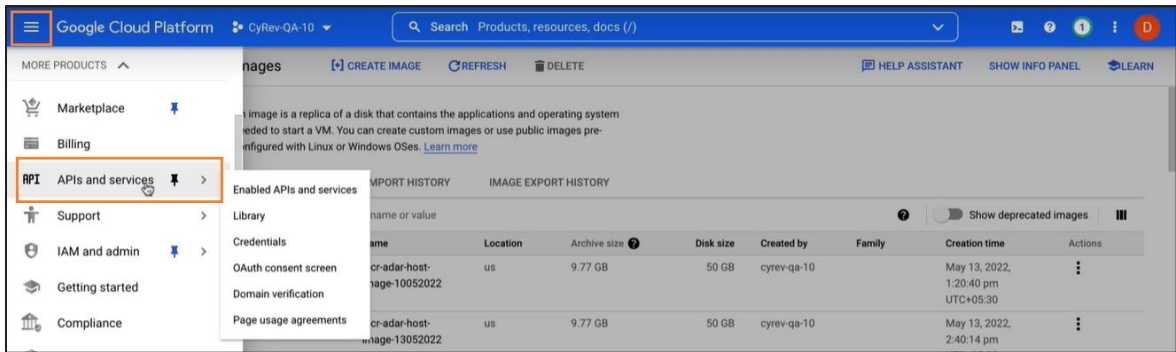 Google Cloud Platform CyRev-QA-10 Search Products, resources, docs (/) 1 D
MORE PRODUCTS
Marketplace
Billing
API APIs and services
Support
IAM and admin
Getting started
Compliance
Enabled APIs and services
Library
Credentials
OAuth consent screen
Domain verification
Page usage agreements
mages [+] CREATE IMAGE REFRESH DELETE HELP ASSISTANT SHOW INFO PANEL LEARN
n image is a replica of a disk that contains the applications and operating system
eeded to start a VM. You can create custom images or use public images pre-
onfigured with Linux or Windows OSes. Learn more
MPORT HISTORY IMAGE EXPORT HISTORY
name or value Show deprecated images
ame Location Archive size Disk size Created by Family Creation time Actions
cr-adar-host- us 9.77 GB 50 GB cyrev-qa-10 May 13, 2022,
mage-10052022 1:20:40 pm
UTC+05:30
cr-adar-host- us 9.77 GB 50 GB cyrev-qa-10 May 13, 2022,
image-13052022 2:40:14 pm